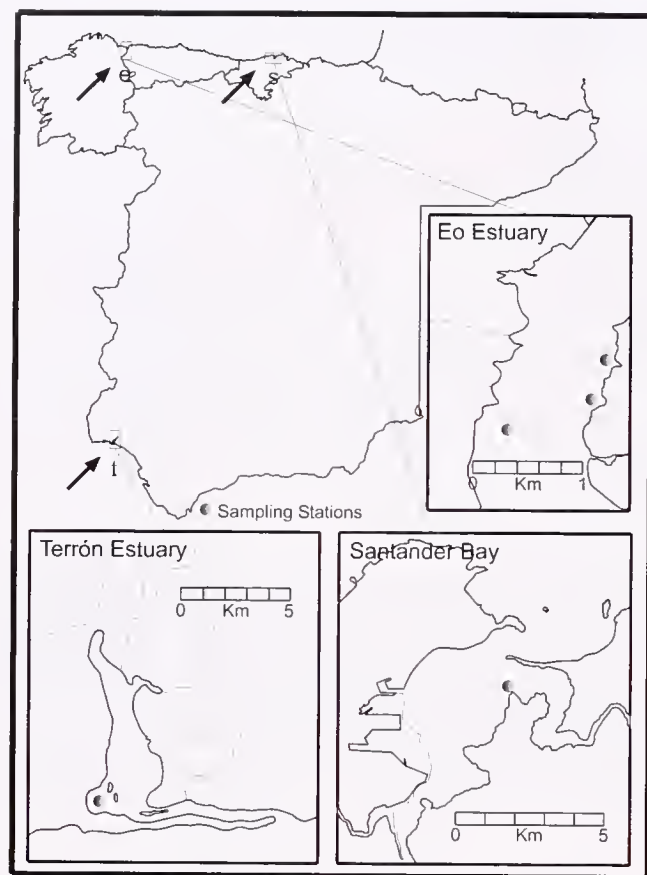 e
s
Eo Estuary
0 Km 1
t
Sampling Stations
Terrón Estuary
0 Km 5
Santander Bay
0 Km 5